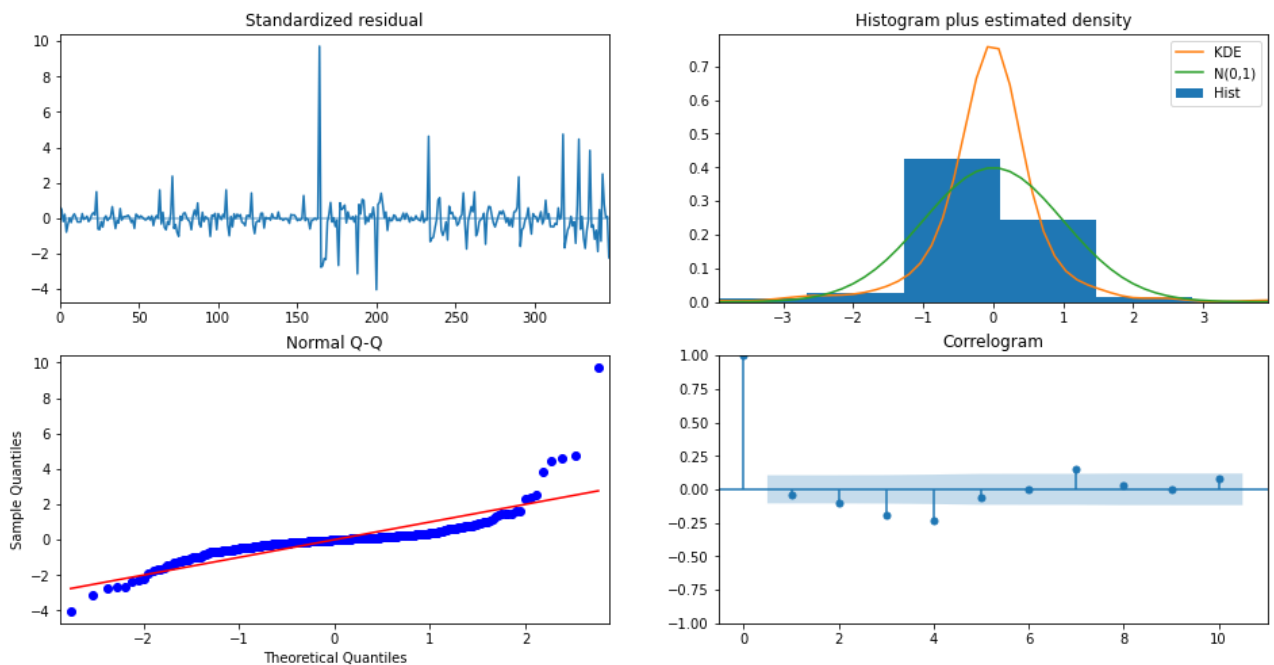 Standardized residual
10
8
6
4
2
0
−2
−4
0 50 100 150 200 250 300
Histogram plus estimated density
KDE
N(0,1)
Hist
0.7
0.6
0.5
0.4
0.3
0.2
0.1
0.0
−3 −2 −1 0 1 2 3
Normal Q-Q
Sample Quantiles
10
8
6
4
2
0
−2
−4
−2 −1 0 1 2
Theoretical Quantiles
Correlogram
1.00
0.75
0.50
0.25
0.00
−0.25
−0.50
−0.75
−1.00
0 2 4 6 8 10